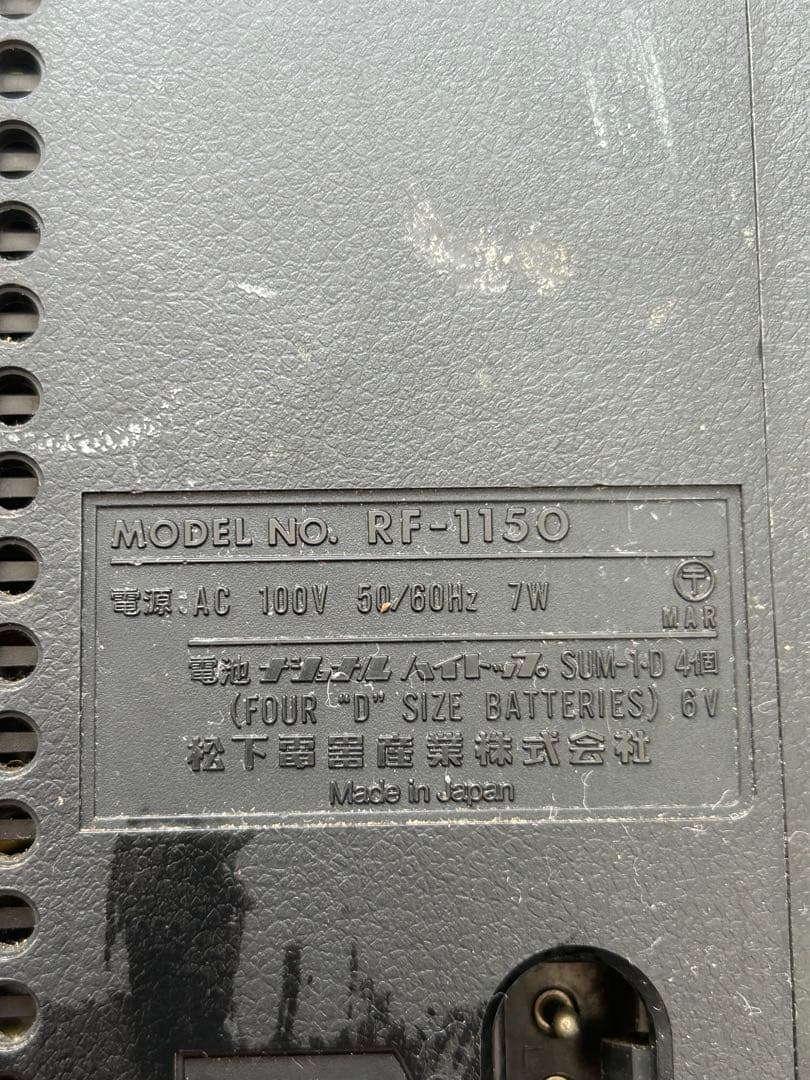 MODEL NO. RF-1150
電源 AC 100V 50/60Hz 7W
〒
MAR
電池 ナショナル ハイトップ SUM-1・D 4個
(FOUR "D" SIZE BATTERIES) 6V
松下電器産業株式会社
Made in Japan